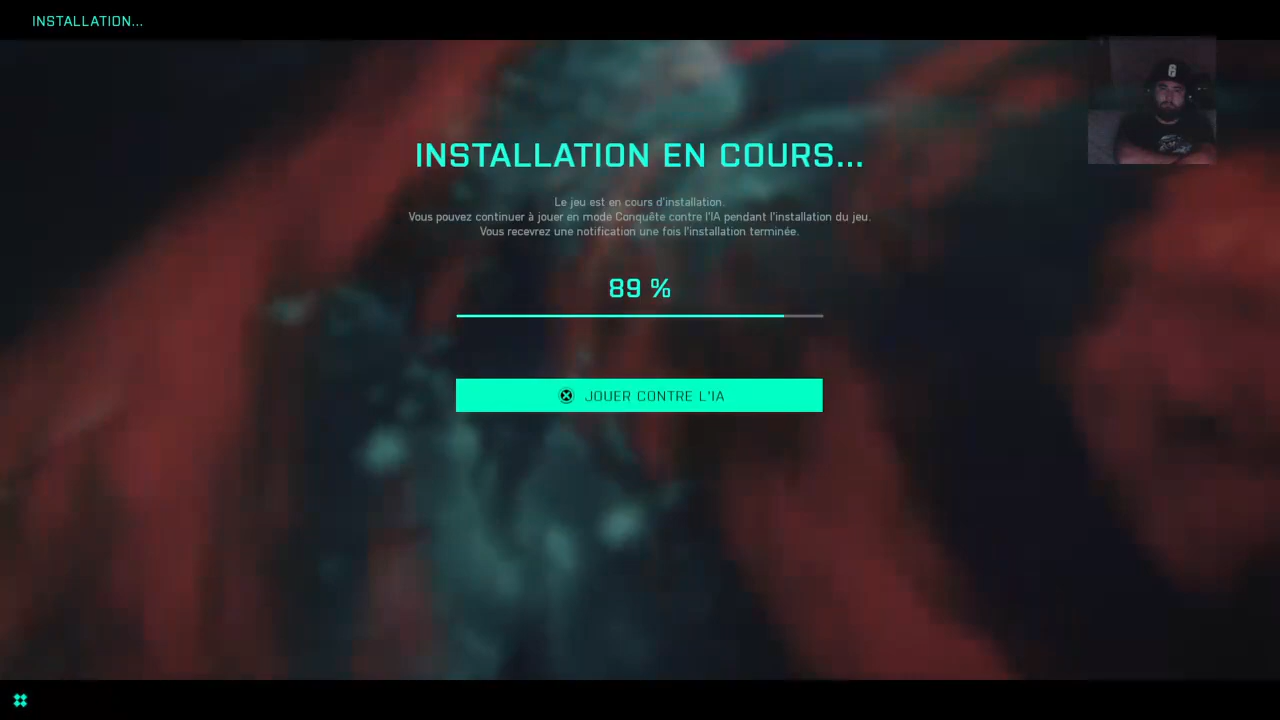 INSTALLATION...
INSTALLATION EN COURS...
Le jeu est en cours d'installation.
Vous pouvez continuer à jouer en mode Conquête contre l'IA pendant l'installation du jeu.
Vous recevrez une notification une fois l'installation terminée.
89 %
JOUER CONTRE L'IA